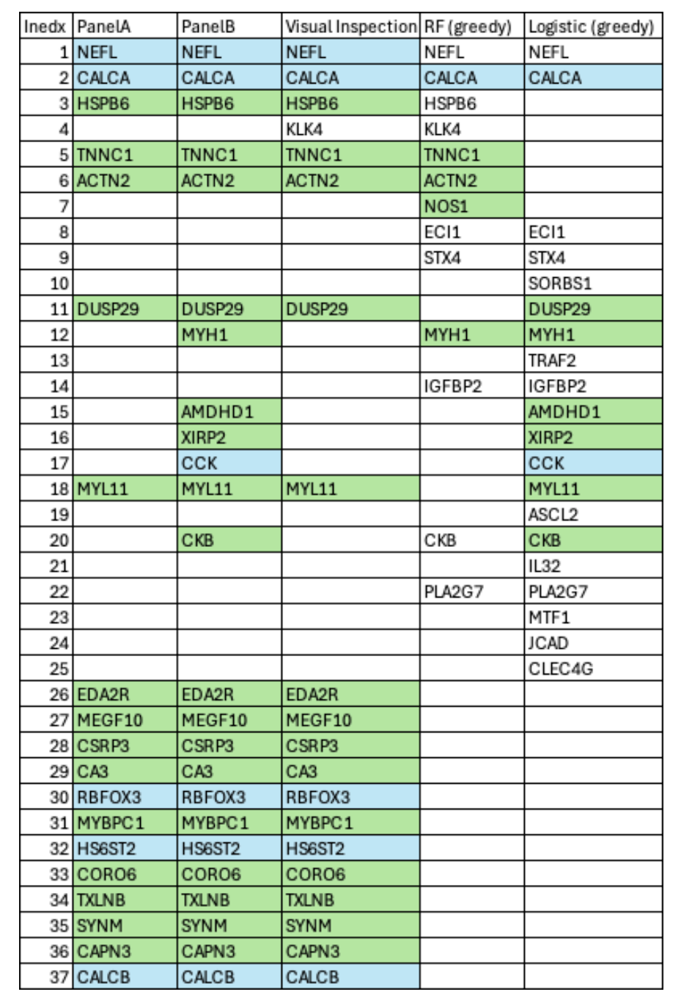 Inedx PanelA PanelB Visual Inspection RF (greedy) Logistic (greedy)
1 NEFL NEFL NEFL NEFL NEFL
2 CALCA CALCA CALCA CALCA CALCA
3 HSPB6 HSPB6 HSPB6 HSPB6
4 KLK4 KLK4
5 TNNC1 TNNC1 TNNC1 TNNC1
6 ACTN2 ACTN2 ACTN2 ACTN2
7 NOS1
8 ECI1 ECI1
9 STX4 STX4
10 SORBS1
11 DUSP29 DUSP29 DUSP29 DUSP29
12 MYH1 MYH1 MYH1
13 TRAF2
14 IGFBP2 IGFBP2
15 AMDHD1 AMDHD1
16 XIRP2 XIRP2
17 CCK CCK
18 MYL11 MYL11 MYL11 MYL11
19 ASCL2
20 CKB CKB CKB
21 IL32
22 PLA2G7 PLA2G7
23 MTF1
24 JCAD
25 CLEC4G
26 EDA2R EDA2R EDA2R
27 MEGF10 MEGF10 MEGF10
28 CSRP3 CSRP3 CSRP3
29 CA3 CA3 CA3
30 RBFOX3 RBFOX3 RBFOX3
31 MYBPC1 MYBPC1 MYBPC1
32 HS6ST2 HS6ST2 HS6ST2
33 CORO6 CORO6 CORO6
34 TXLNB TXLNB TXLNB
35 SYNM SYNM SYNM
36 CAPN3 CAPN3 CAPN3
37 CALCB CALCB CALCB